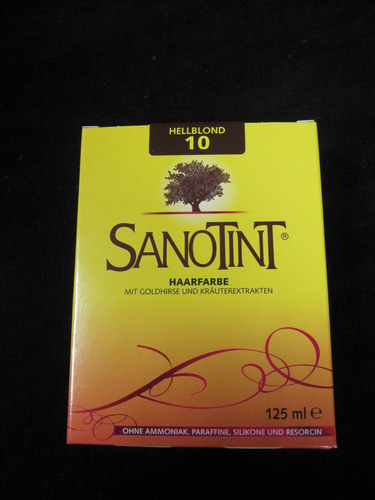 HELLBLOND
10
SANOTINT®
HAARFARBE
MIT GOLDHIRSE UND KRÄUTEREXTRAKTEN
125 ml ℮
OHNE AMMONIAK, PARAFFINE, SILIKONE UND RESORCIN